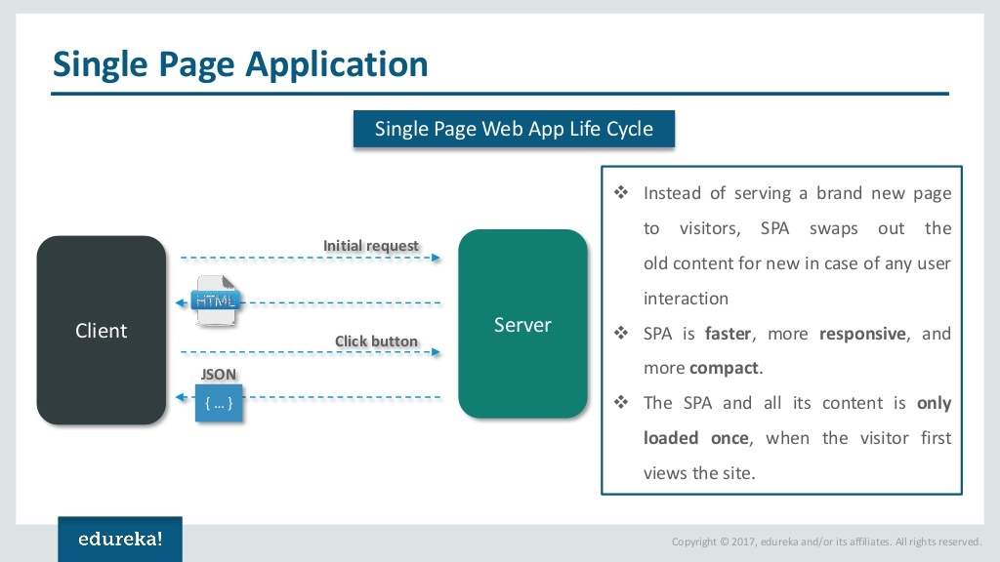 Single Page Application
Single Page Web App Life Cycle
Initial request
HTML
Client
Server
Click button
JSON
{ ... }
❖ Instead of serving a brand new page
to visitors, SPA swaps out the
old content for new in case of any user
interaction
❖ SPA is faster, more responsive, and
more compact.
❖ The SPA and all its content is only
loaded once, when the visitor first
views the site.
edureka!
Copyright © 2017, edureka and/or its affiliates. All rights reserved.